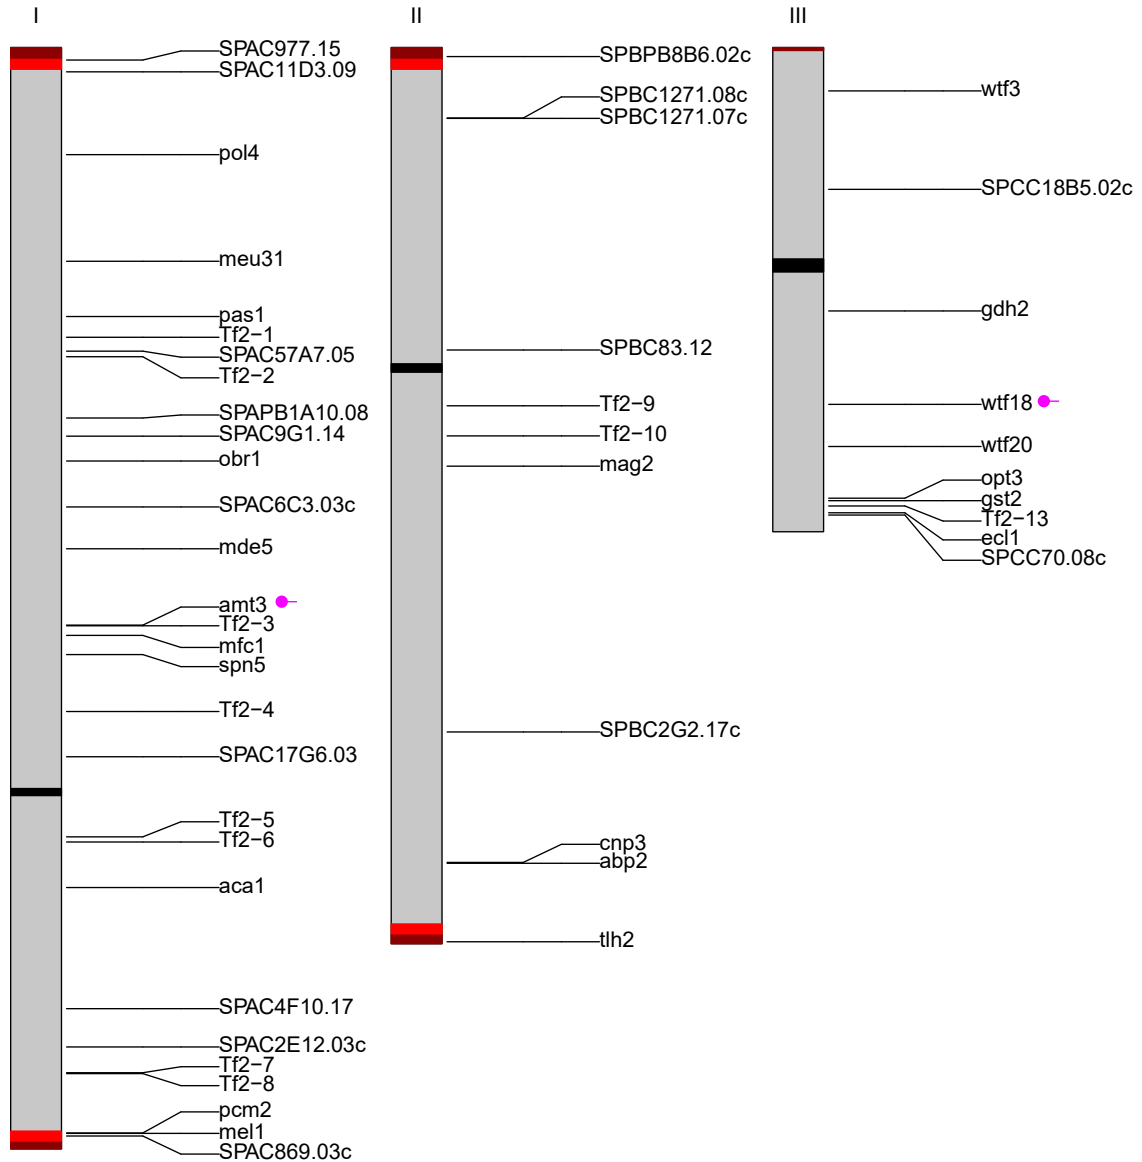 I
SPAC977.15
SPAC11D3.09
pol4
meu31
pas1
Tf2−1
SPAC57A7.05
Tf2−2
SPAPB1A10.08
SPAC9G1.14
obr1
SPAC6C3.03c
mde5
amt3
Tf2−3
mfc1
spn5
Tf2−4
SPAC17G6.03
Tf2−5
Tf2−6
aca1
SPAC4F10.17
SPAC2E12.03c
Tf2−7
Tf2−8
pcm2
mel1
SPAC869.03c
II
SPBPB8B6.02c
SPBC1271.08c
SPBC1271.07c
SPBC83.12
Tf2−9
Tf2−10
mag2
SPBC2G2.17c
cnp3
abp2
tlh2
III
wtf3
SPCC18B5.02c
gdh2
wtf18
wtf20
opt3
gst2
Tf2−13
ecl1
SPCC70.08c